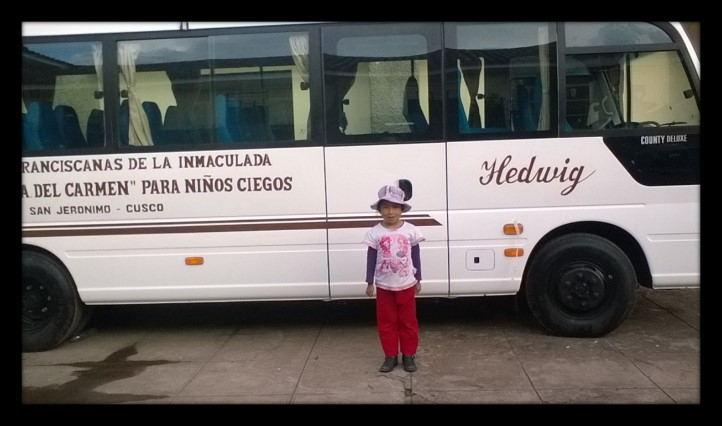 RANCISCANAS DE LA INMACULADA
A DEL CARMEN" PARA NIÑOS CIEGOS
SAN JERONIMO - CUSCO
Hedwig
COUNTY DELUXE